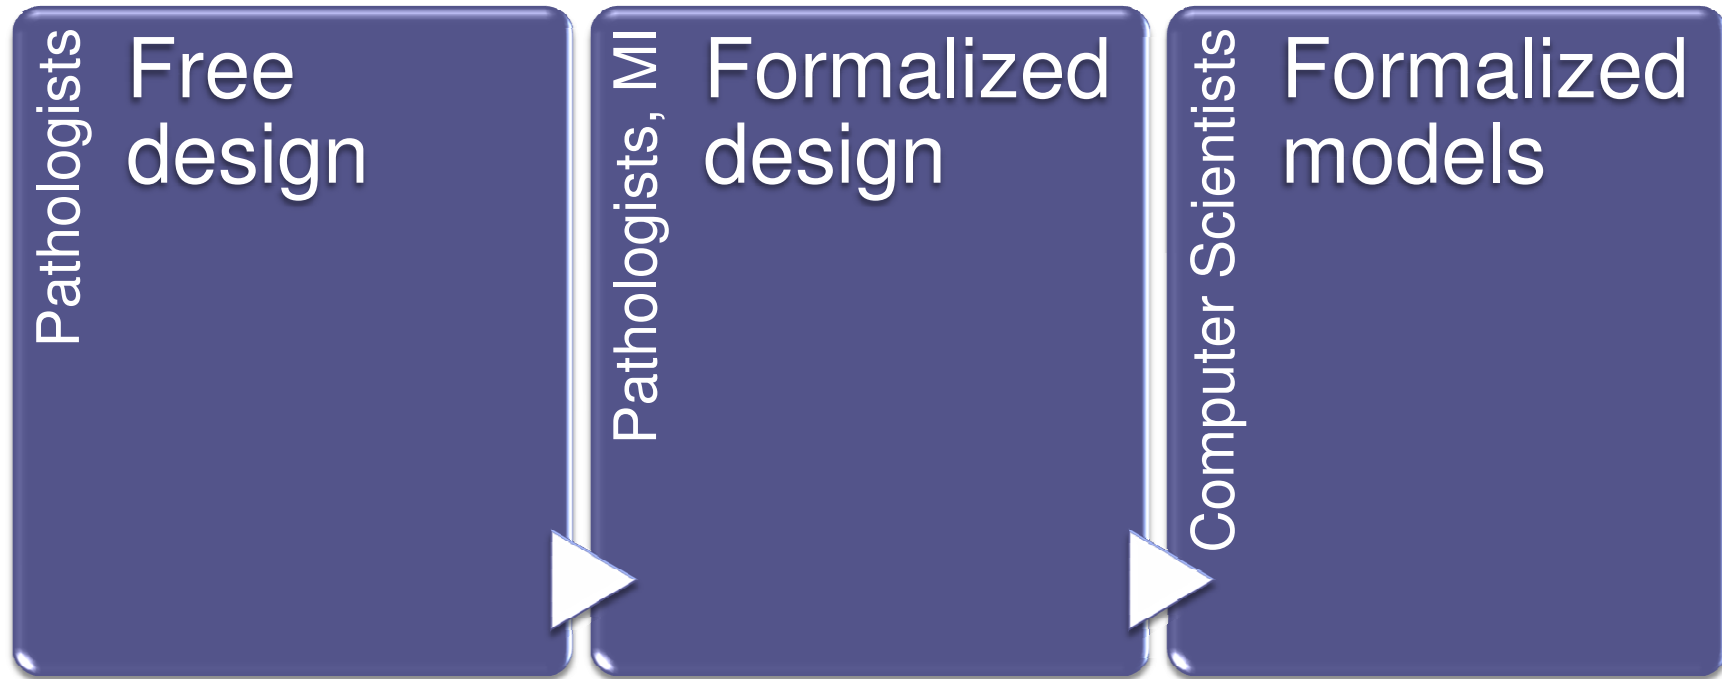 Pathologists
Free
design
Pathologists, MI
Formalized
design
Computer Scientists
Formalized
models